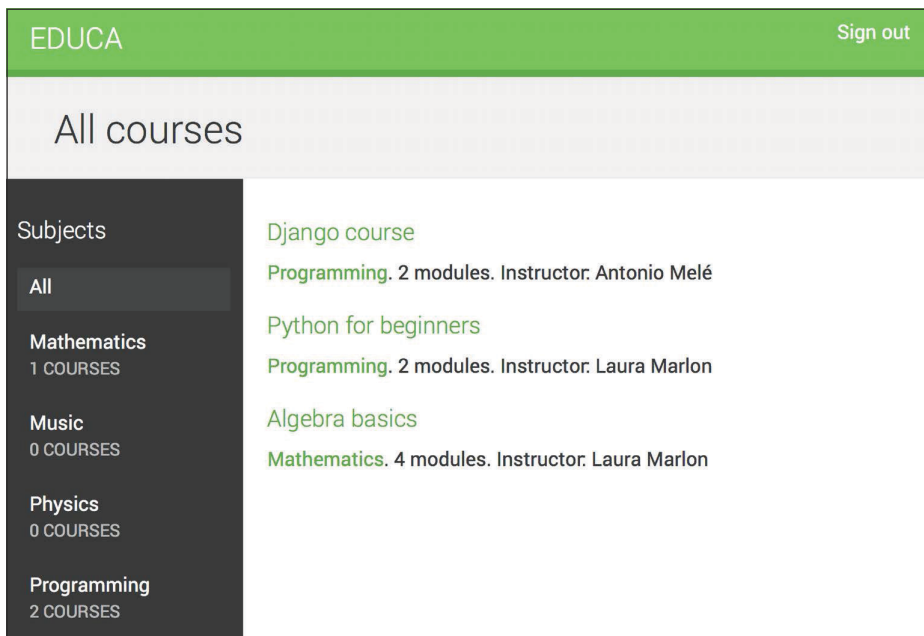 EDUCA
Sign out
All courses
Subjects
All
Mathematics
1 COURSES
Music
0 COURSES
Physics
0 COURSES
Programming
2 COURSES
Django course
Programming. 2 modules. Instructor: Antonio Melé
Python for beginners
Programming. 2 modules. Instructor: Laura Marlon
Algebra basics
Mathematics. 4 modules. Instructor: Laura Marlon